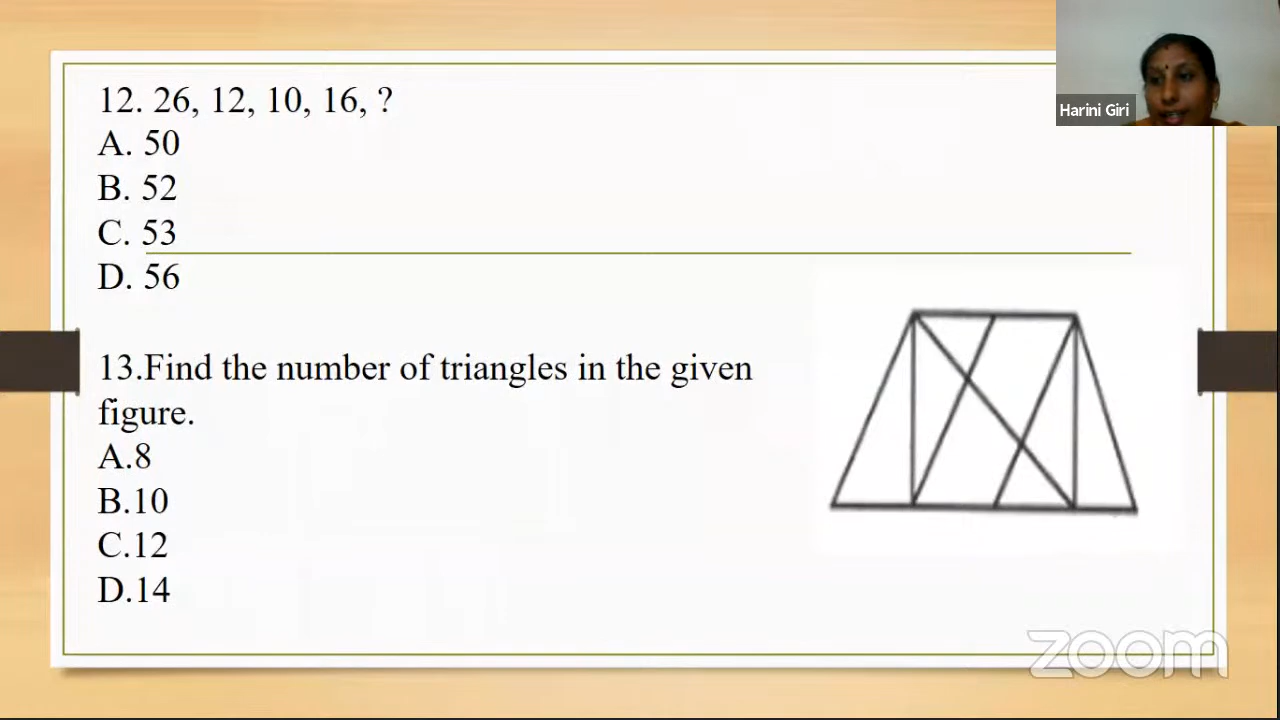 12. 26, 12, 10, 16, ?
A. 50
B. 52
C. 53
D. 56
13.Find the number of triangles in the given
figure.
A.8
B.10
C.12
D.14
Harini Giri
zoom